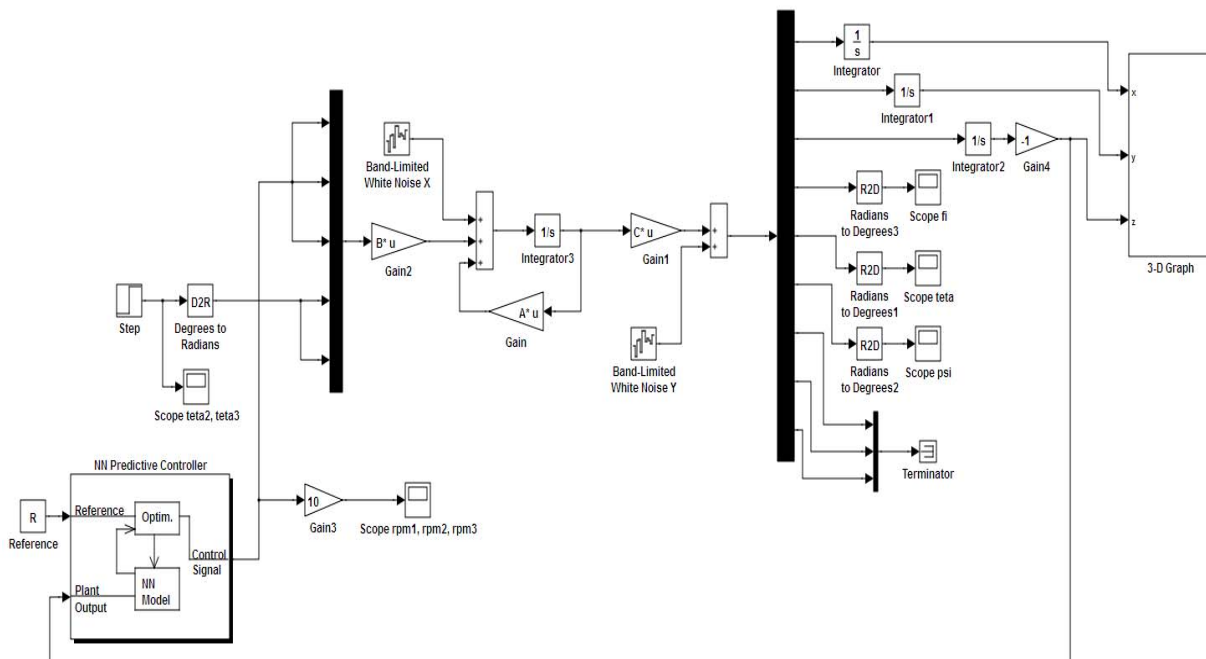 1
s
Integrator
x
1/s
Integrator1
Band-Limited
White Noise X
1/s
Integrator2
-1
Gain4
y
+
+
+
B* u
Gain2
1/s
Integrator3
C* u
Gain1
+
+
R2D
Radians
to Degrees3
Scope fi
z
3-D Graph
R2D
Radians
to Degrees1
Scope teta
Step
D2R
Degrees to
Radians
A* u
Gain
Band-Limited
White Noise Y
R2D
Radians
to Degrees2
Scope psi
Scope teta2, teta3
Terminator
NN Predictive Controller
R
Reference
Reference
Optim.
Control
Signal
NN
Model
Plant
Output
10
Gain3
Scope rpm1, rpm2, rpm3